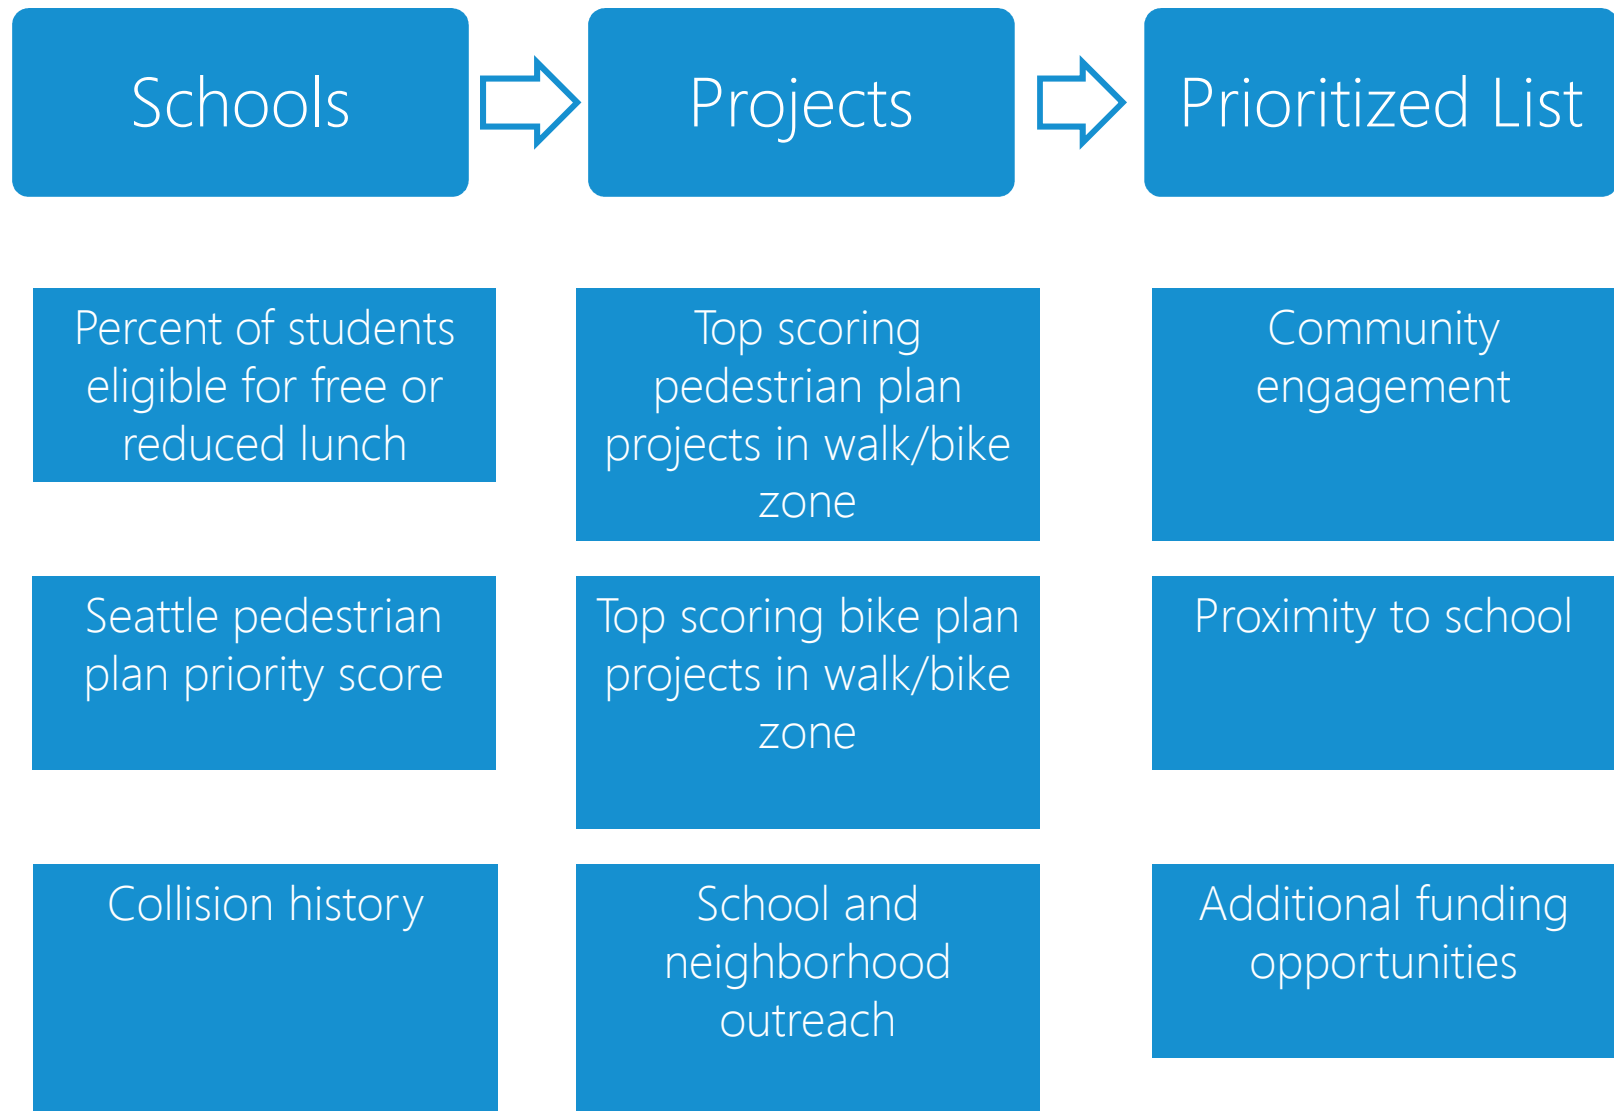 Schools
Projects
Prioritized List
Percent of students
eligible for free or
reduced lunch
Top scoring
pedestrian plan
projects in walk/bike
zone
Community
engagement
Seattle pedestrian
plan priority score
Top scoring bike plan
projects in walk/bike
zone
Proximity to school
Collision history
School and
neighborhood
outreach
Additional funding
opportunities